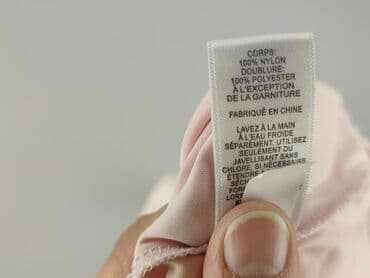 CORPS:
100% NYLON
DOUBLURE:
100% POLYESTER
À L'EXCEPTION
DE LA GARNITURE
FABRIQUÉ EN CHINE
LAVEZ À LA MAIN
À L'EAU FROIDE
SÉPARÉMENT, UTILISEZ
SEULEMENT DU
JAVELLISANT SANS
CHLORE, SI NÉCESSAIRE